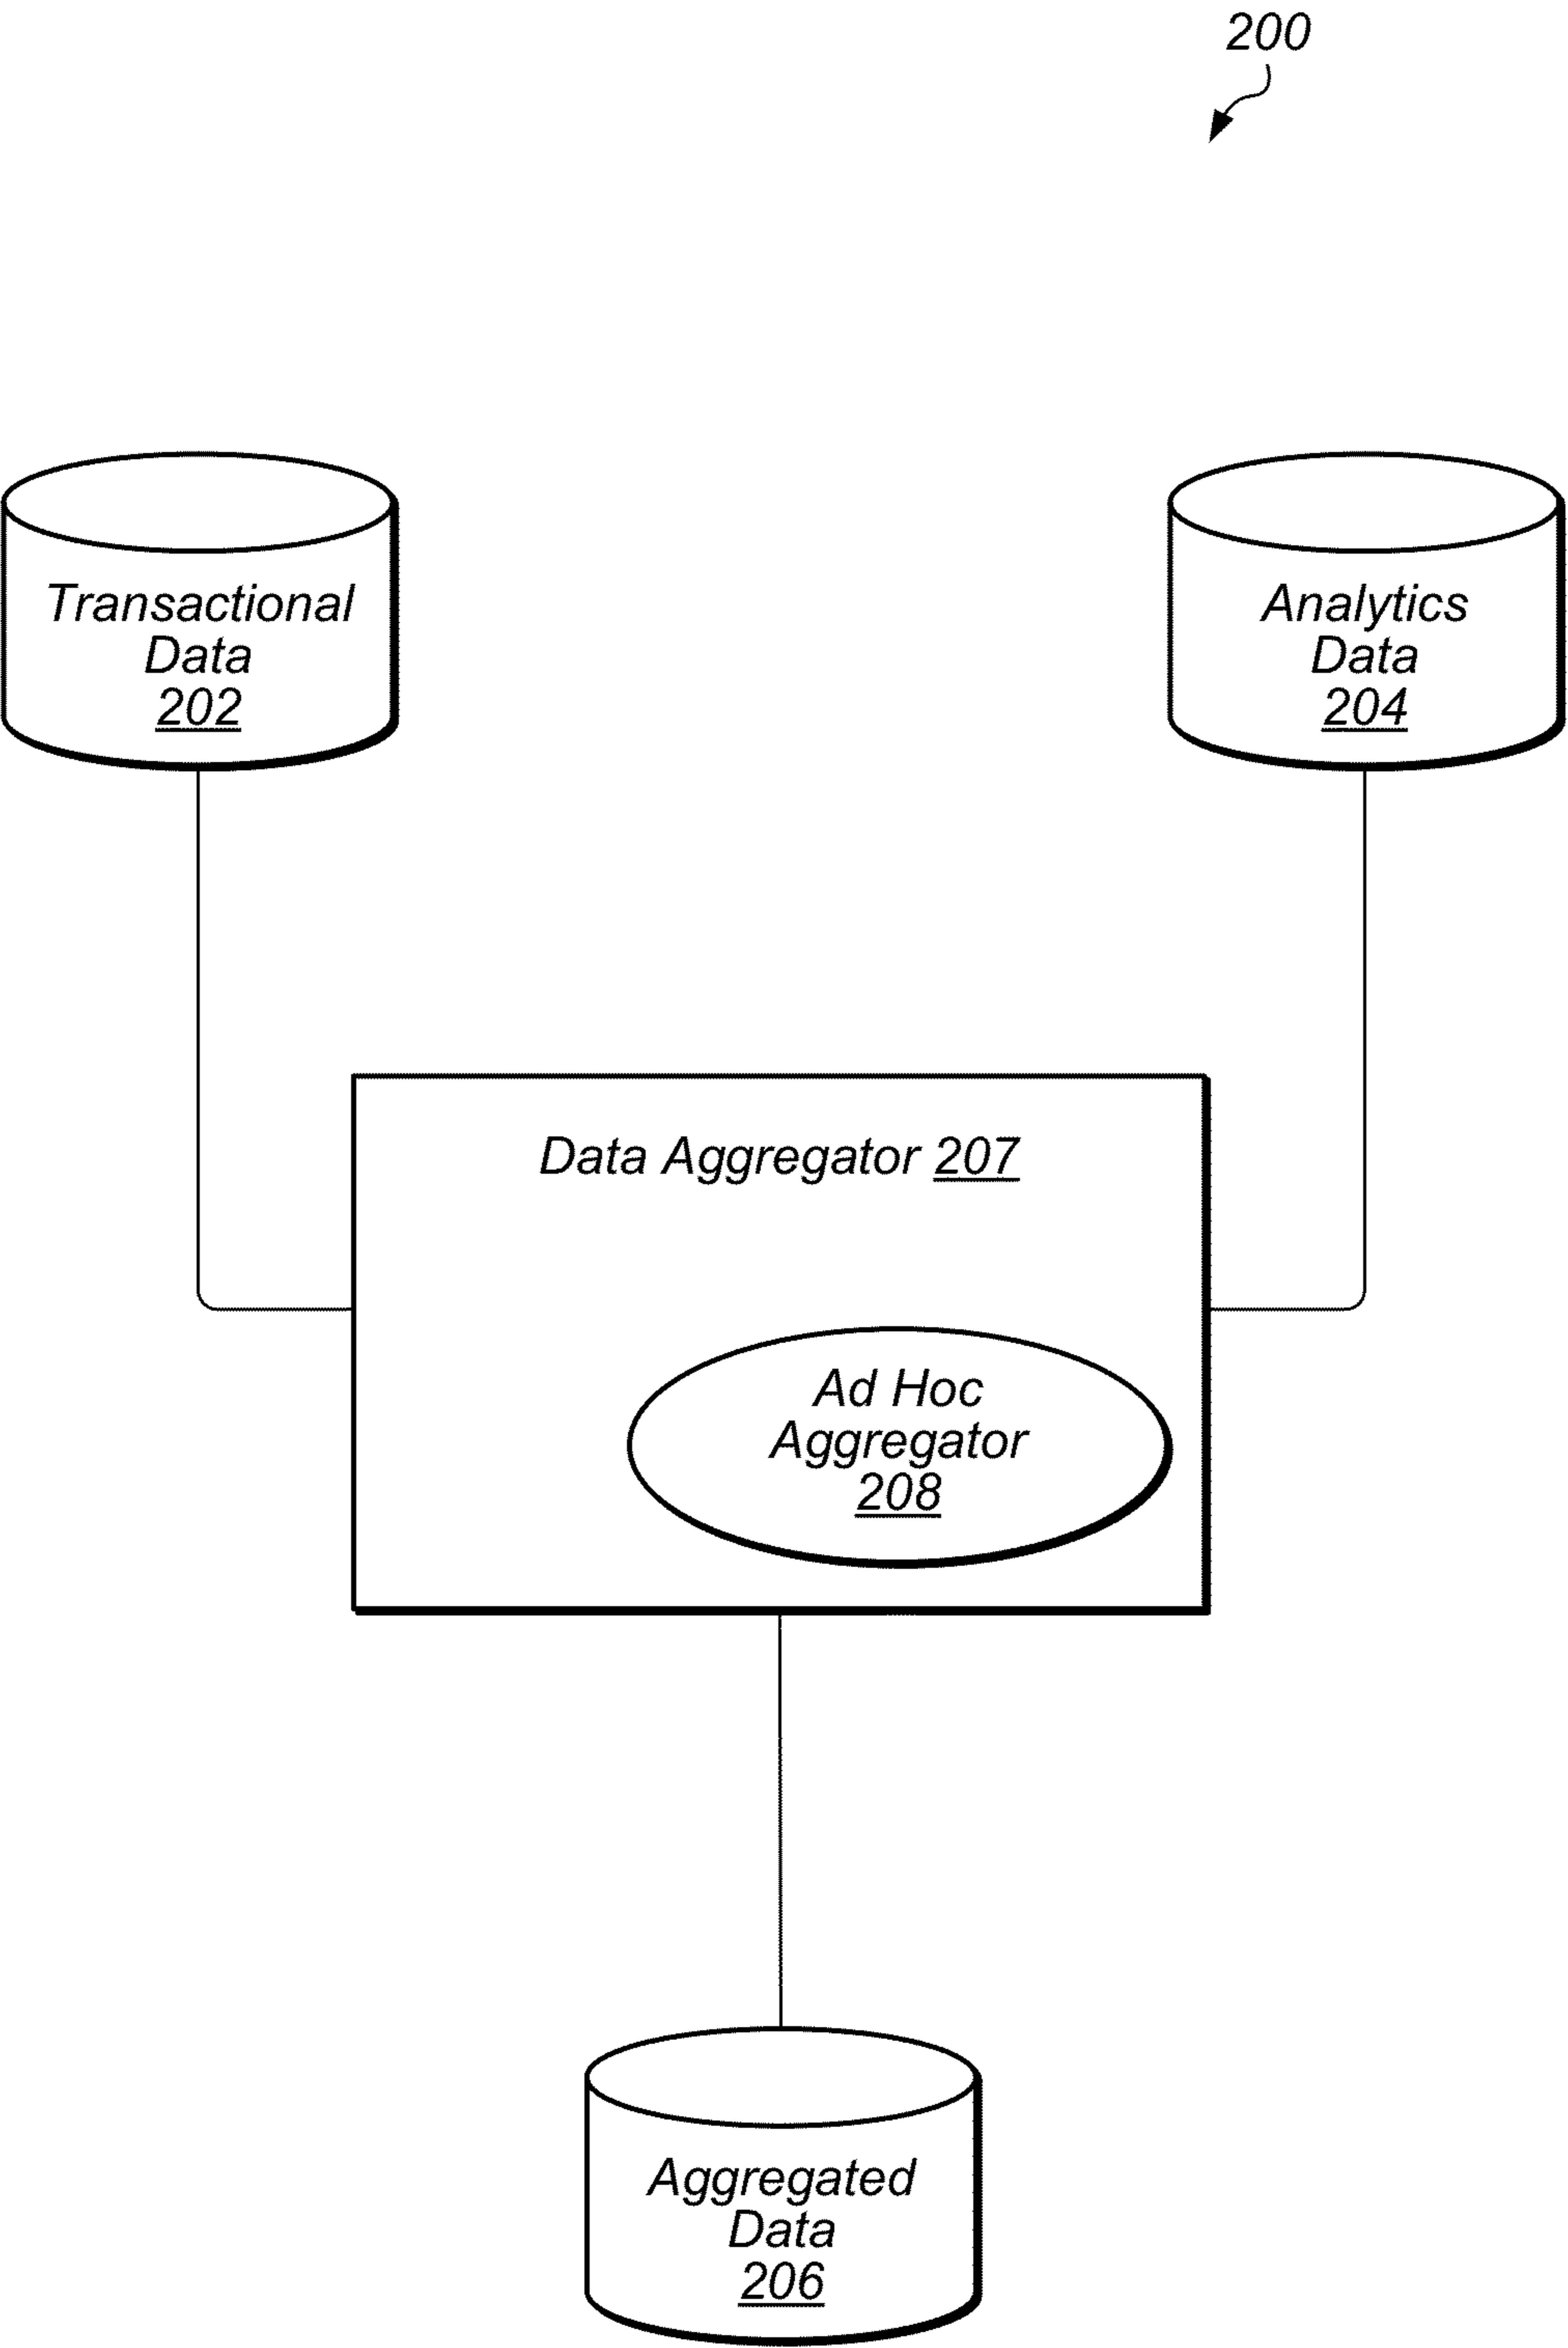 200
Transactional
Data
202
Analytics
Data
204
Data Aggregator 207
Ad Hoc
Aggregator
208
Aggregated
Data
206